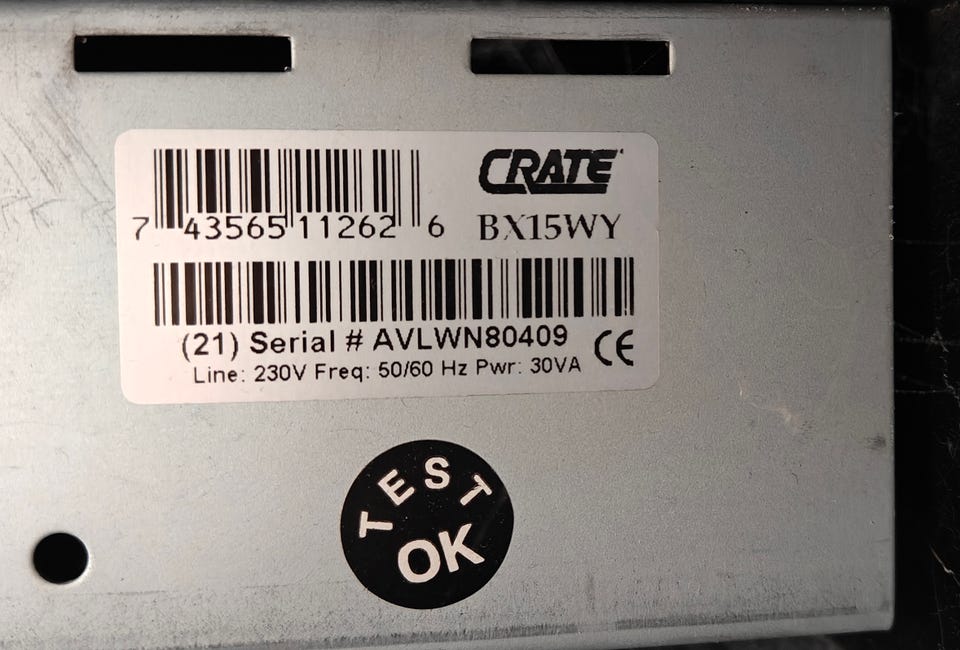 CRATE
7 43565 11262 6
BX15WY
(21) Serial # AVLWN80409
CE
Line: 230V Freq: 50/60 Hz Pwr: 30VA
TEST
OK